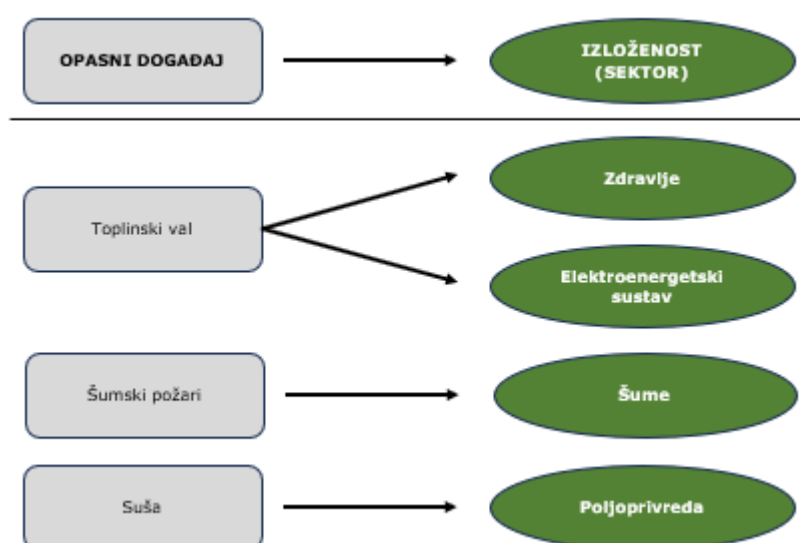 OPASNI DOGAĐAJ
IZLOŽENOST
(SEKTOR)
Toplinski val
Zdravlje
Elektroenergetski
sustav
Šumski požari
Šume
Suša
Poljoprivreda